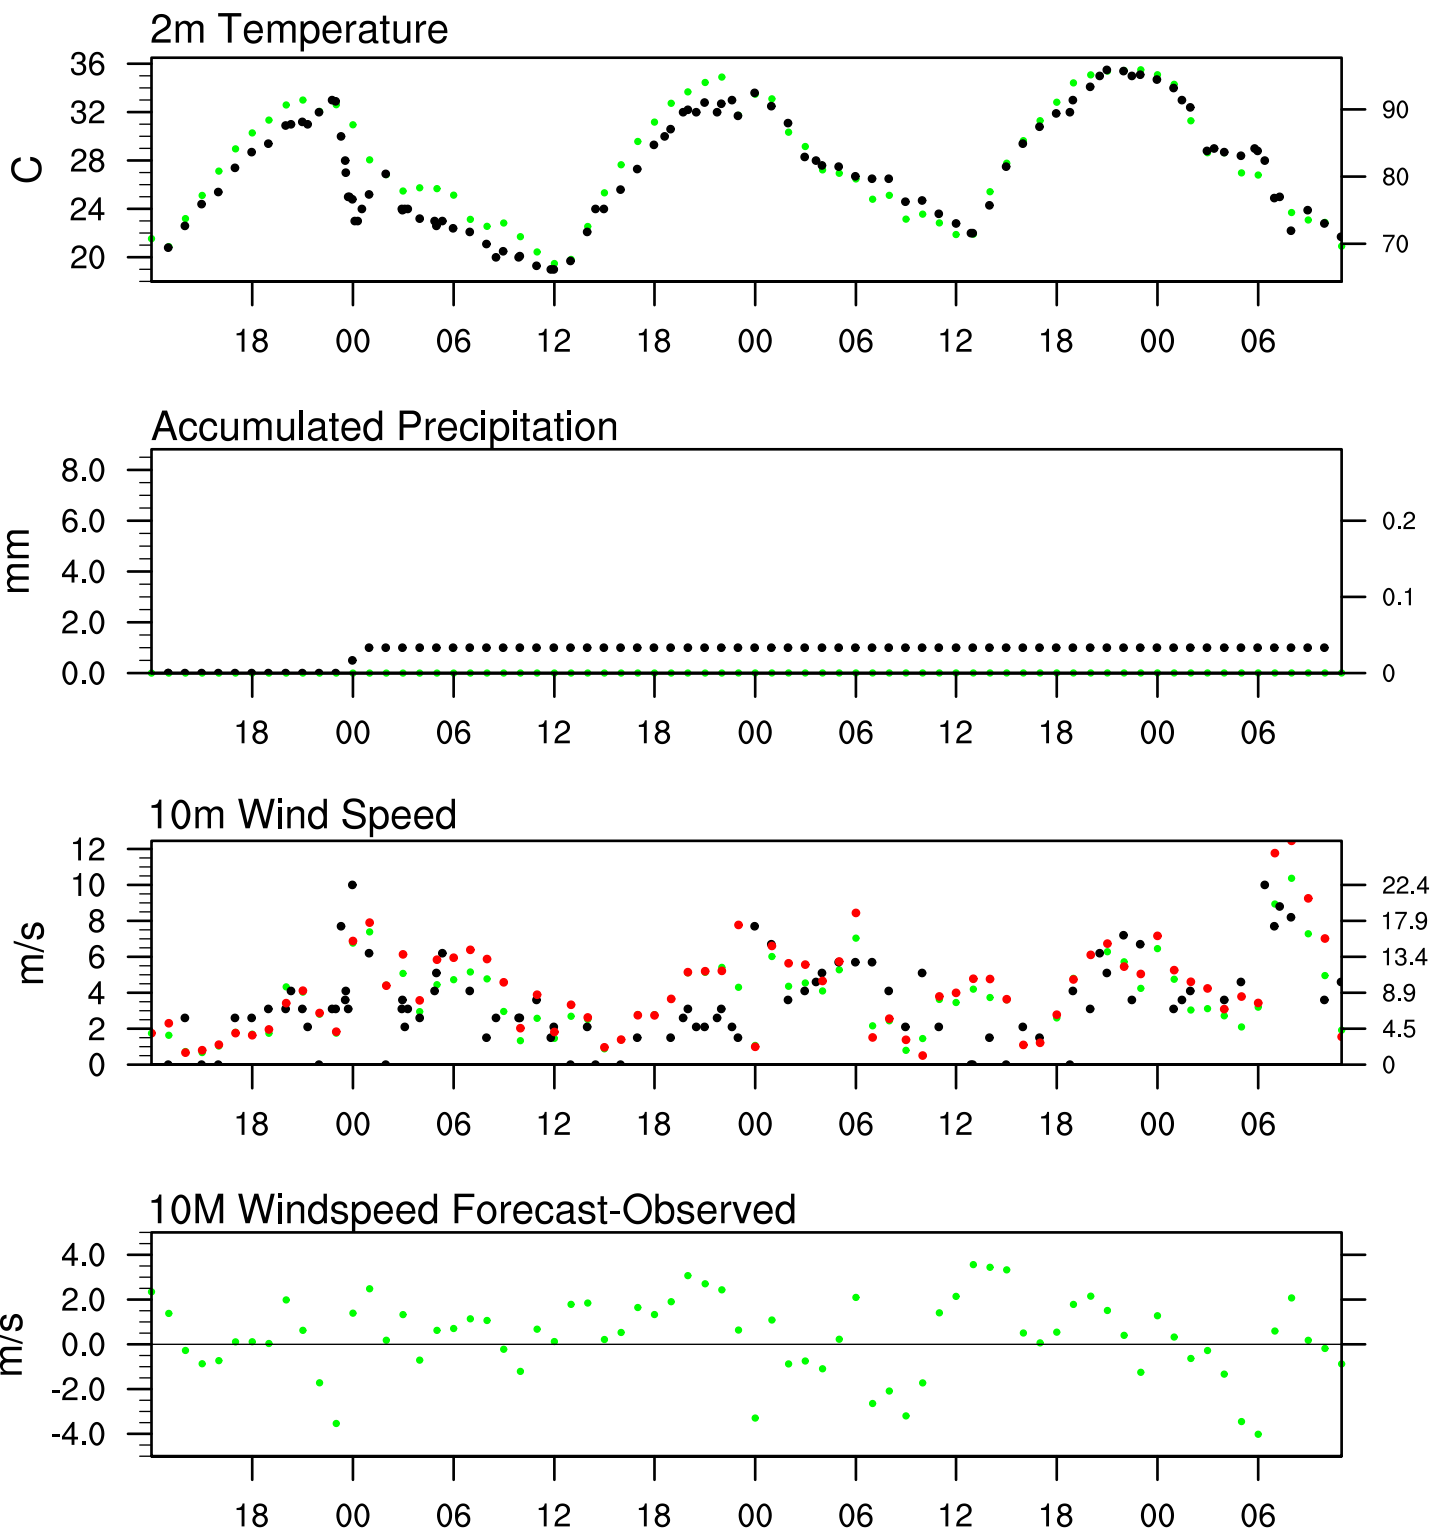 2m Temperature
36
32
28
24
20
C
90
80
70
18 00 06 12 18 00 06 12 18 00 06
Accumulated Precipitation
8.0
6.0
4.0
2.0
0.0
mm
0.2
0.1
0
18 00 06 12 18 00 06 12 18 00 06
10m Wind Speed
12
10
8
6
4
2
0
m/s
22.4
17.9
13.4
8.9
4.5
0
18 00 06 12 18 00 06 12 18 00 06
10M Windspeed Forecast-Observed
4.0
2.0
0.0
-2.0
-4.0
m/s
18 00 06 12 18 00 06 12 18 00 06